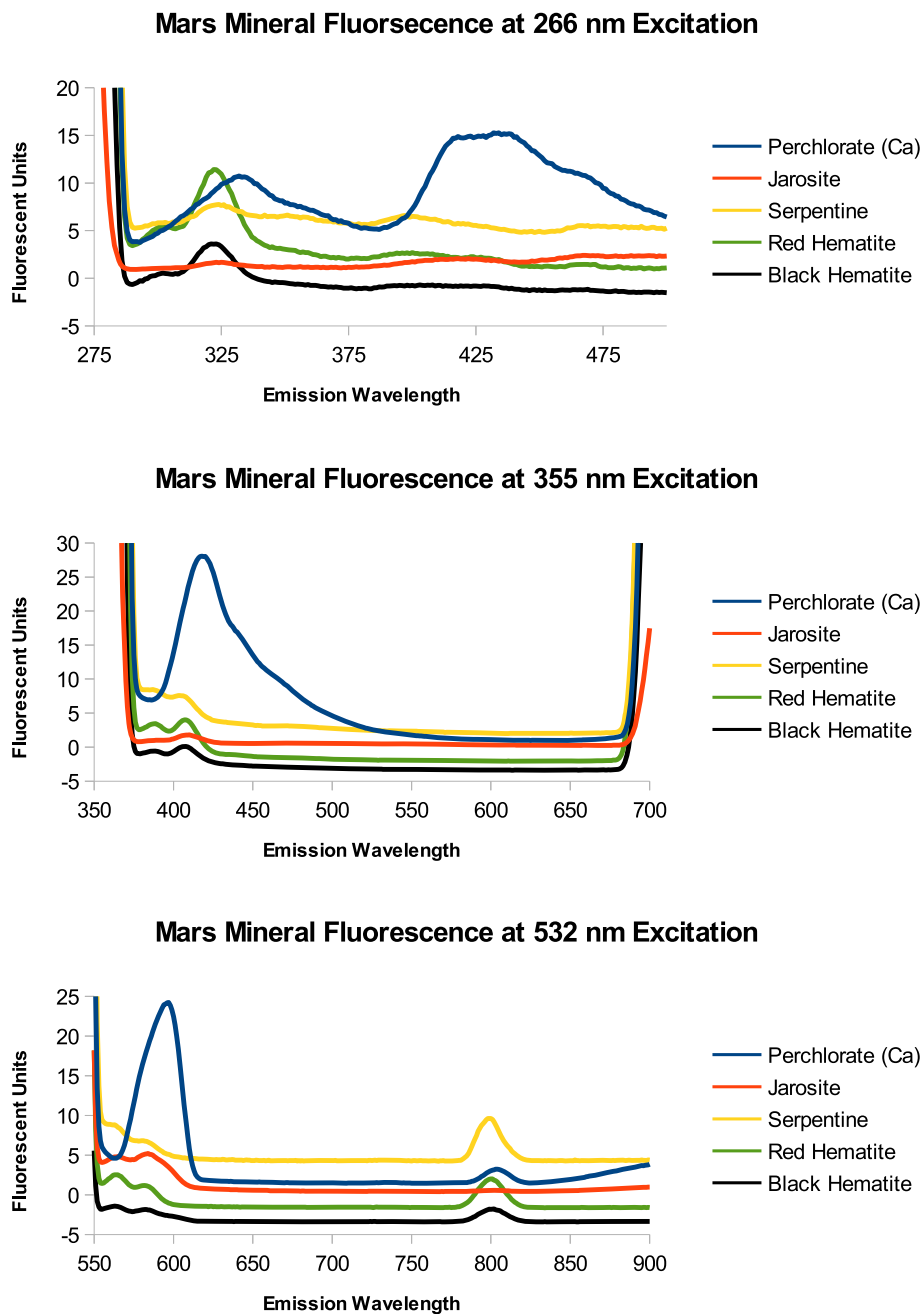 Mars Mineral Fluorsecence at 266 nm Excitation
20
15
10
5
0
-5
Fluorescent Units
275 325 375 425 475
Emission Wavelength
Perchlorate (Ca)
Jarosite
Serpentine
Red Hematite
Black Hematite
Mars Mineral Fluorescence at 355 nm Excitation
30
25
20
15
10
5
0
-5
Fluorescent Units
350 400 450 500 550 600 650 700
Emission Wavelength
Perchlorate (Ca)
Jarosite
Serpentine
Red Hematite
Black Hematite
Mars Mineral Fluorescence at 532 nm Excitation
25
20
15
10
5
0
-5
Fluorescent Units
550 600 650 700 750 800 850 900
Emission Wavelength
Perchlorate (Ca)
Jarosite
Serpentine
Red Hematite
Black Hematite